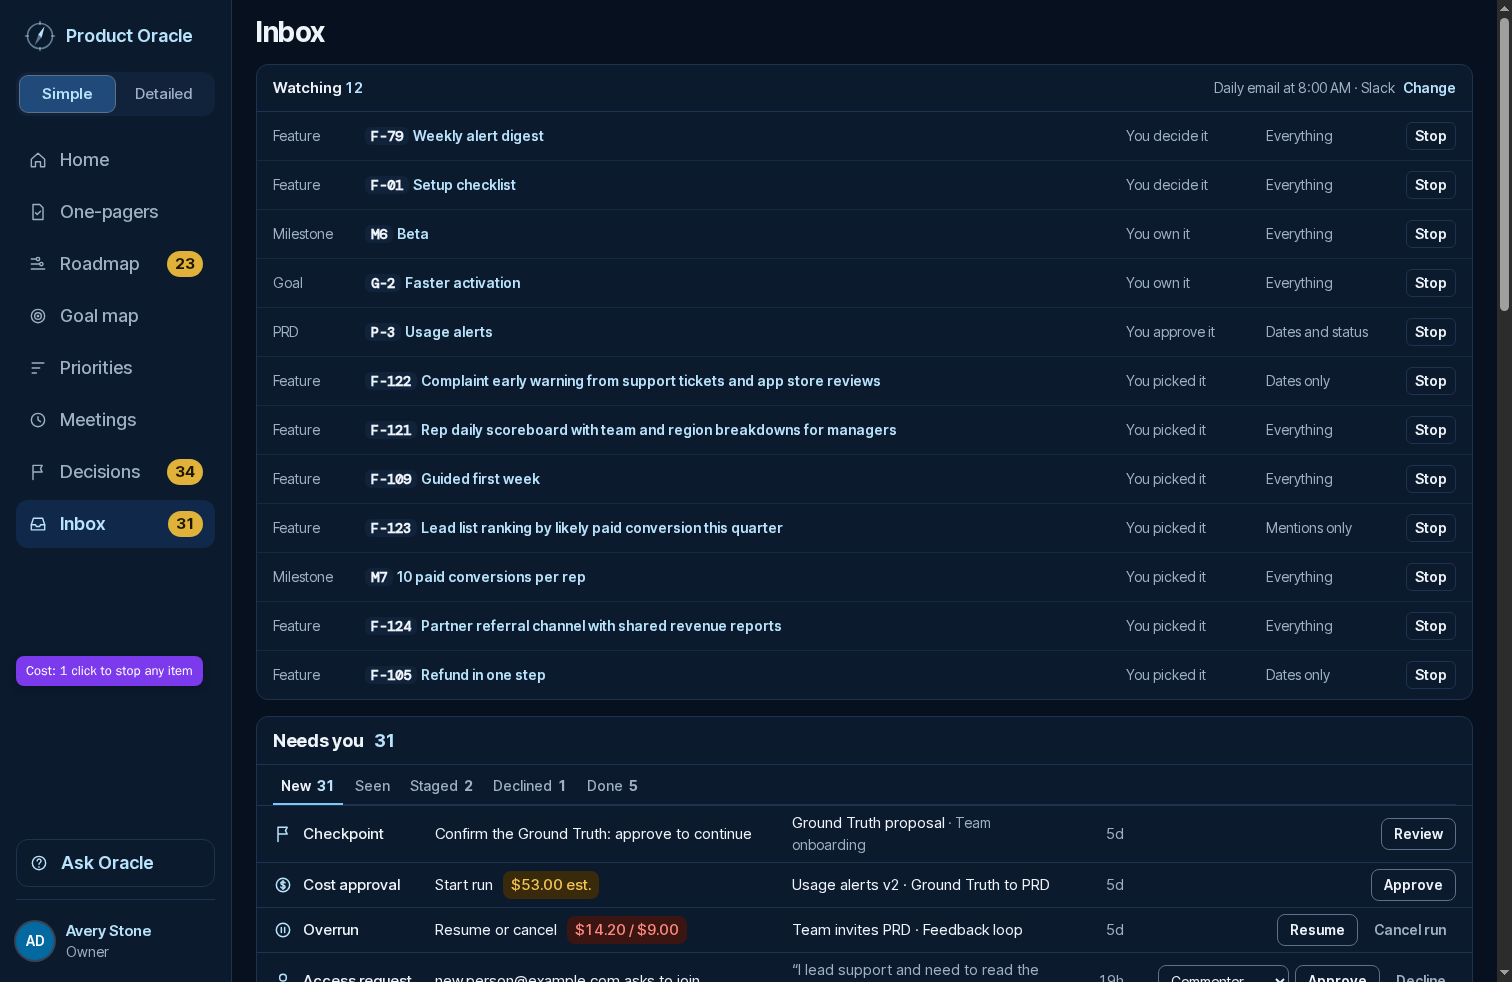 Product Oracle
Simple Detailed
Home
One-pagers
Roadmap 23
Goal map
Priorities
Meetings
Decisions 34
Inbox 31
Cost: 1 click to stop any item
Ask Oracle
AD Avery Stone
Owner
Inbox
Watching 12 Daily email at 8:00 AM · Slack Change
Feature F-79 Weekly alert digest You decide it Everything Stop
Feature F-01 Setup checklist You decide it Everything Stop
Milestone M6 Beta You own it Everything Stop
Goal G-2 Faster activation You own it Everything Stop
PRD P-3 Usage alerts You approve it Dates and status Stop
Feature F-122 Complaint early warning from support tickets and app store reviews You picked it Dates only Stop
Feature F-121 Rep daily scoreboard with team and region breakdowns for managers You picked it Everything Stop
Feature F-109 Guided first week You picked it Everything Stop
Feature F-123 Lead list ranking by likely paid conversion this quarter You picked it Mentions only Stop
Milestone M7 10 paid conversions per rep You picked it Everything Stop
Feature F-124 Partner referral channel with shared revenue reports You picked it Everything Stop
Feature F-105 Refund in one step You picked it Dates only Stop
Needs you 31
New 31 Seen Staged 2 Declined 1 Done 5
Checkpoint Confirm the Ground Truth: approve to continue Ground Truth proposal · Team onboarding 5d Review
Cost approval Start run $53.00 est. Usage alerts v2 · Ground Truth to PRD 5d Approve
Overrun Resume or cancel $14.20 / $9.00 Team invites PRD · Feedback loop 5d Resume Cancel run
Access request new.person@example.com asks to join "I lead support and need to read the 19h Commenter Approve Decline